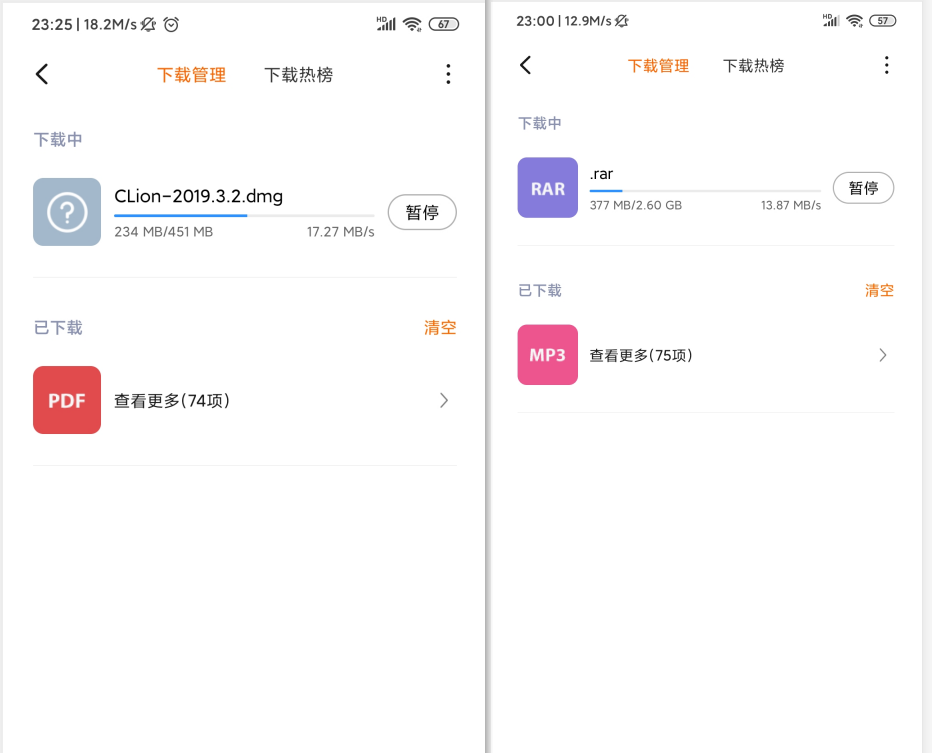 23:25 | 18.2M/s
HD
67
下载管理 下载热榜
下载中
CLion-2019.3.2.dmg
暂停
234 MB/451 MB 17.27 MB/s
已下载 清空
PDF 查看更多(74项)
23:00 | 12.9M/s
HD
57
下载管理 下载热榜
下载中
RAR
.rar
暂停
377 MB/2.60 GB 13.87 MB/s
已下载 清空
MP3 查看更多(75项)